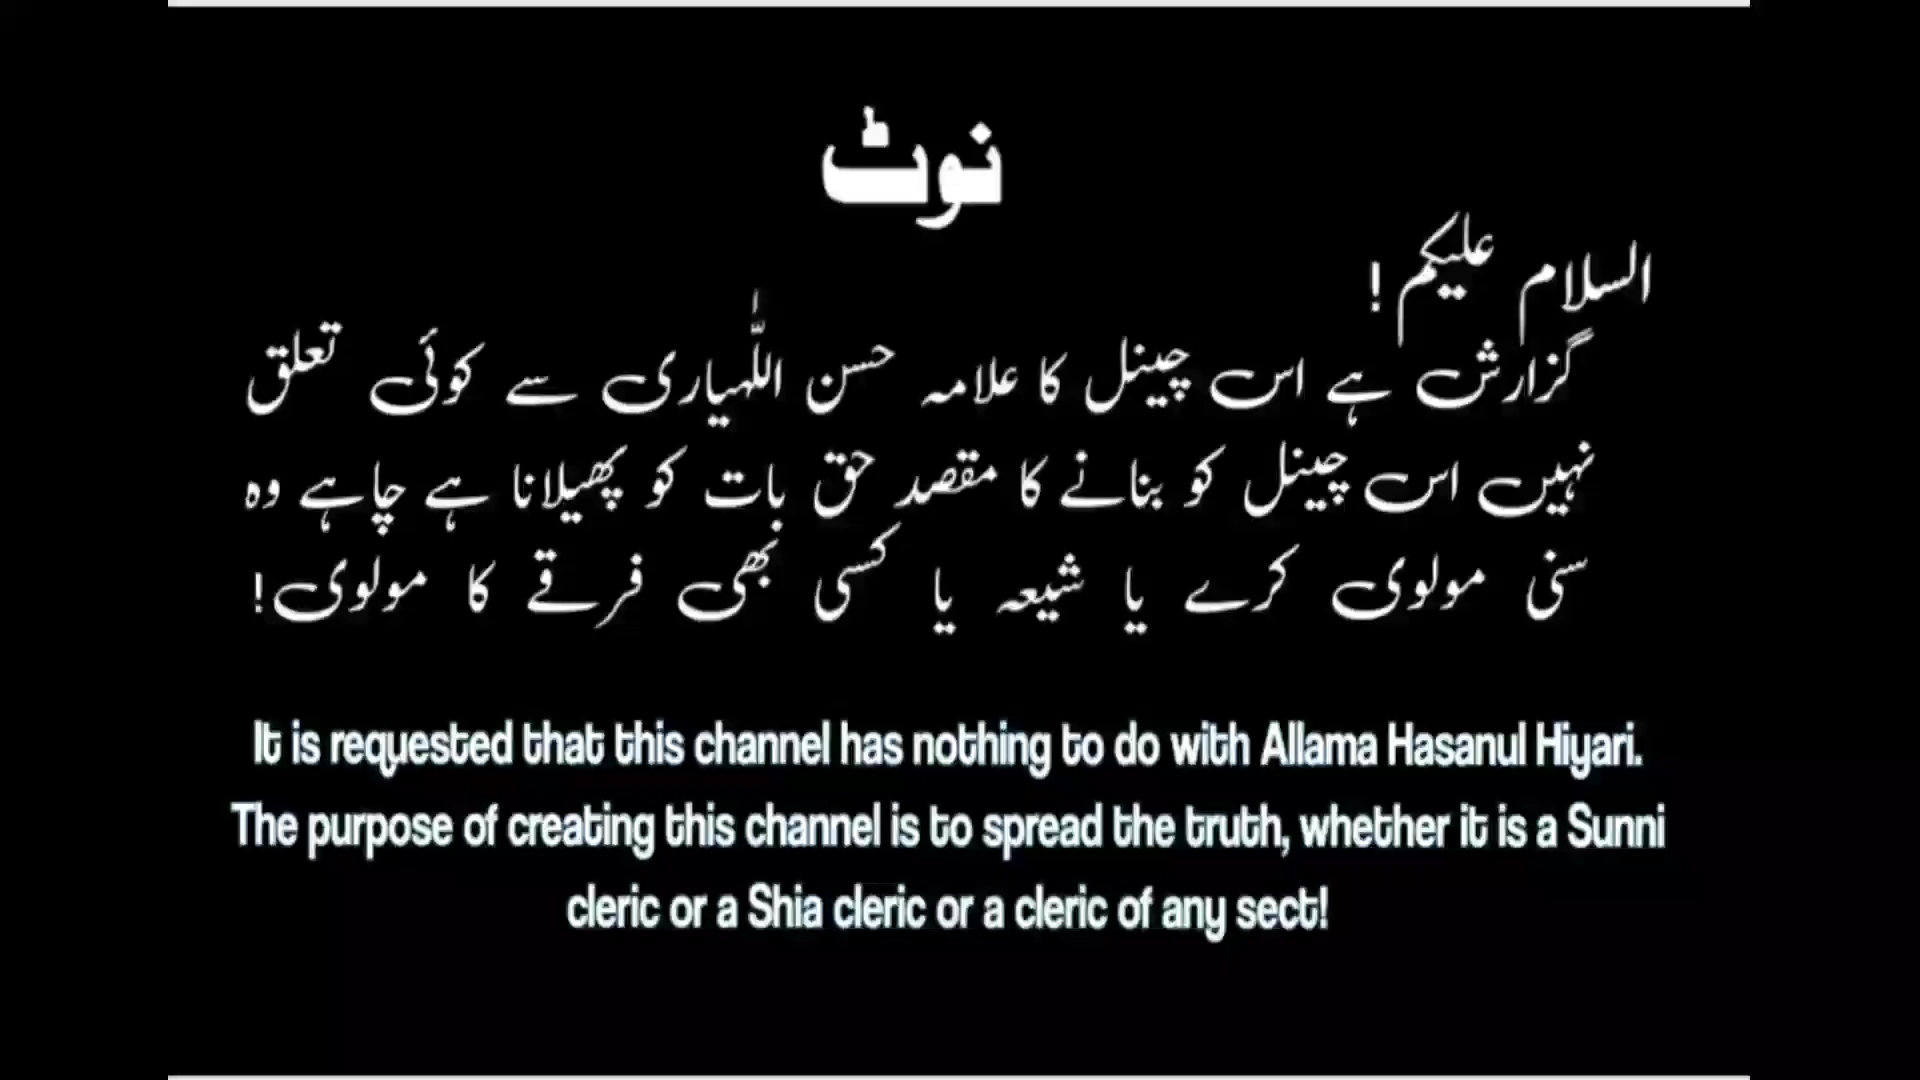 نوٹ
السلام علیکم !
گزارش ہے اس چینل کا علامہ حسن اللّٰہیاری سے کوئی تعلق
نہیں اس چینل کو بنانے کا مقصد حق بات کو پھیلانا ہے چاہے وہ
سنی مولوی کرے یا شیعہ یا کسی بھی فرقے کا مولوی!
It is requested that this channel has nothing to do with Allama Hasanul Hiyari.
The purpose of creating this channel is to spread the truth, whether it is a Sunni
cleric or a Shia cleric or a cleric of any sect!